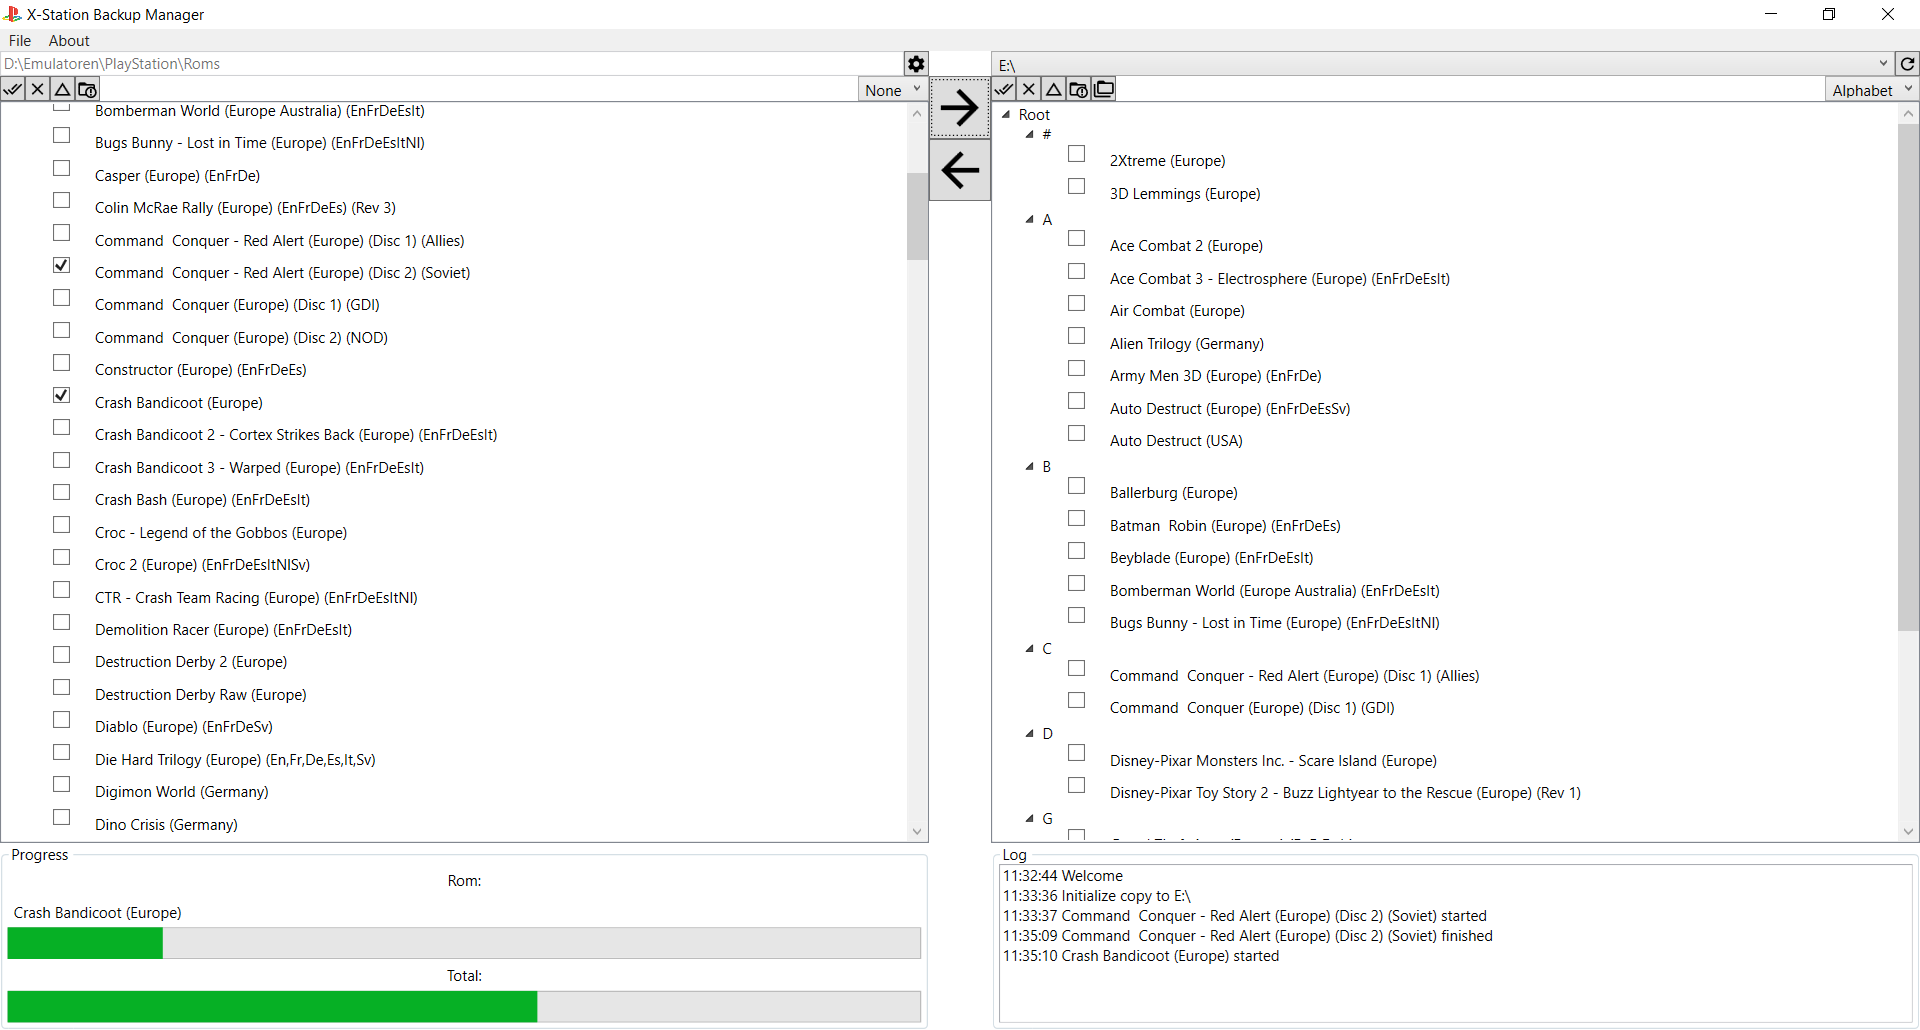 X-Station Backup Manager
File About
D:\Emulatoren\PlayStation\Roms
None
Bomberman World (Europe Australia) (EnFrDeEsIt)
Bugs Bunny - Lost in Time (Europe) (EnFrDeEsItNl)
Casper (Europe) (EnFrDe)
Colin McRae Rally (Europe) (EnFrDeEs) (Rev 3)
Command  Conquer - Red Alert (Europe) (Disc 1) (Allies)
Command  Conquer - Red Alert (Europe) (Disc 2) (Soviet)
Command  Conquer (Europe) (Disc 1) (GDI)
Command  Conquer (Europe) (Disc 2) (NOD)
Constructor (Europe) (EnFrDeEs)
Crash Bandicoot (Europe)
Crash Bandicoot 2 - Cortex Strikes Back (Europe) (EnFrDeEsIt)
Crash Bandicoot 3 - Warped (Europe) (EnFrDeEsIt)
Crash Bash (Europe) (EnFrDeEsIt)
Croc - Legend of the Gobbos (Europe)
Croc 2 (Europe) (EnFrDeEsItNlSv)
CTR - Crash Team Racing (Europe) (EnFrDeEsItNl)
Demolition Racer (Europe) (EnFrDeEsIt)
Destruction Derby 2 (Europe)
Destruction Derby Raw (Europe)
Diablo (Europe) (EnFrDeSv)
Die Hard Trilogy (Europe) (En,Fr,De,Es,It,Sv)
Digimon World (Germany)
Dino Crisis (Germany)
E:\
Alphabet
Root
#
2Xtreme (Europe)
3D Lemmings (Europe)
A
Ace Combat 2 (Europe)
Ace Combat 3 - Electrosphere (Europe) (EnFrDeEsIt)
Air Combat (Europe)
Alien Trilogy (Germany)
Army Men 3D (Europe) (EnFrDe)
Auto Destruct (Europe) (EnFrDeEsSv)
Auto Destruct (USA)
B
Ballerburg (Europe)
Batman  Robin (Europe) (EnFrDeEs)
Beyblade (Europe) (EnFrDeEsIt)
Bomberman World (Europe Australia) (EnFrDeEsIt)
Bugs Bunny - Lost in Time (Europe) (EnFrDeEsItNl)
C
Command  Conquer - Red Alert (Europe) (Disc 1) (Allies)
Command  Conquer (Europe) (Disc 1) (GDI)
D
Disney-Pixar Monsters Inc. - Scare Island (Europe)
Disney-Pixar Toy Story 2 - Buzz Lightyear to the Rescue (Europe) (Rev 1)
G
Progress
Rom:
Crash Bandicoot (Europe)
Total:
Log
11:32:44 Welcome
11:33:36 Initialize copy to E:\
11:33:37 Command  Conquer - Red Alert (Europe) (Disc 2) (Soviet) started
11:35:09 Command  Conquer - Red Alert (Europe) (Disc 2) (Soviet) finished
11:35:10 Crash Bandicoot (Europe) started